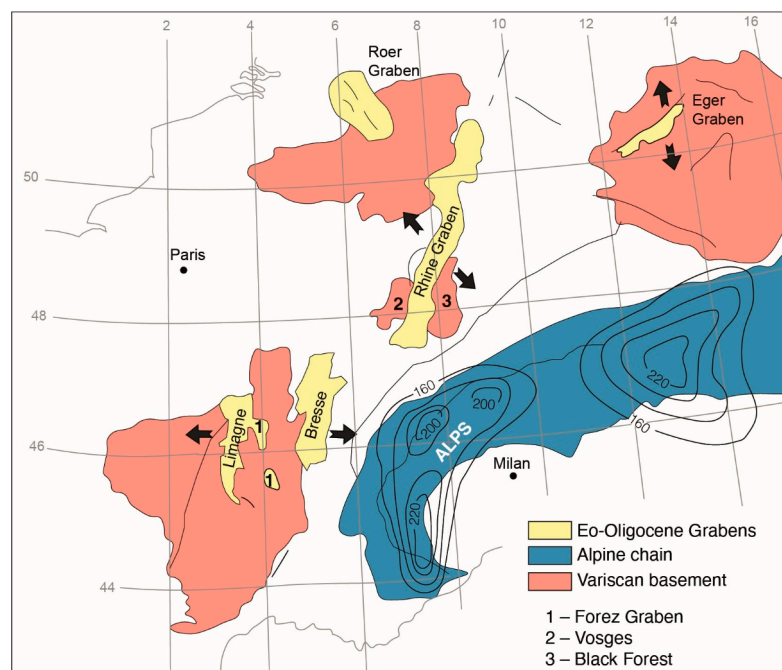 2
4
6
8
10
12
14
16
Roer
Graben
Eger
Graben
50
Paris
Rhine Graben
2
3
48
160
220
200
200
160
ALPS
Limagne
1
Bresse
46
Milan
1
220
Eo-Oligocene Grabens
Alpine chain
Variscan basement
44
1 – Forez Graben
2 – Vosges
3 – Black Forest